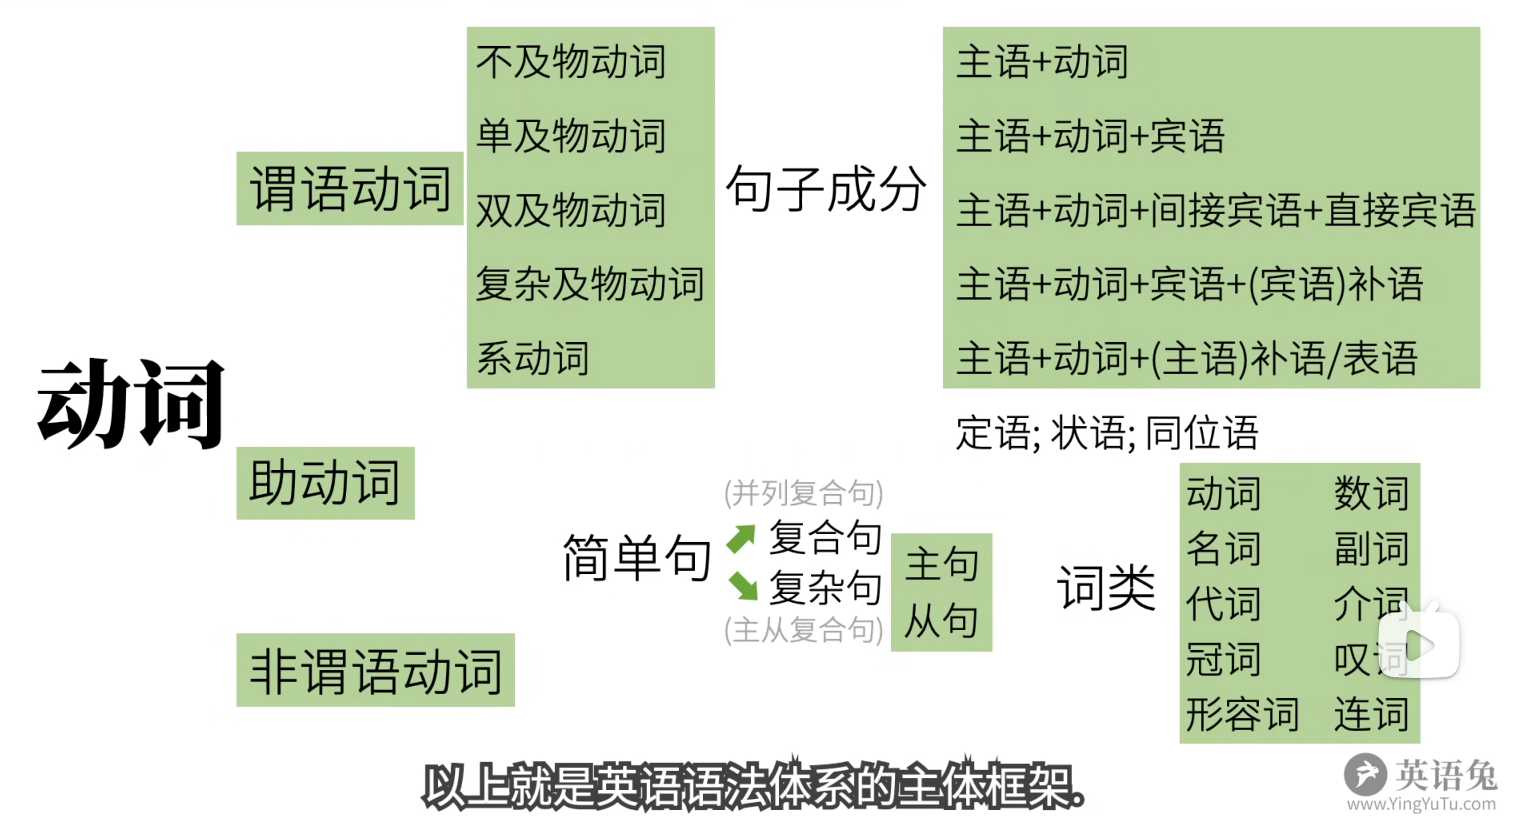 动词
谓语动词
不及物动词
单及物动词
双及物动词
复杂及物动词
系动词
句子成分
主语+动词
主语+动词+宾语
主语+动词+间接宾语+直接宾语
主语+动词+宾语+(宾语)补语
主语+动词+(主语)补语/表语
定语; 状语; 同位语
助动词
非谓语动词
简单句
(并列复合句)
复合句
复杂句
(主从复合句)
主句
从句
词类
动词 数词
名词 副词
代词 介词
冠词 叹词
形容词 连词
以上就是英语语法体系的主体框架.
英语兔
www.YingYuTu.com